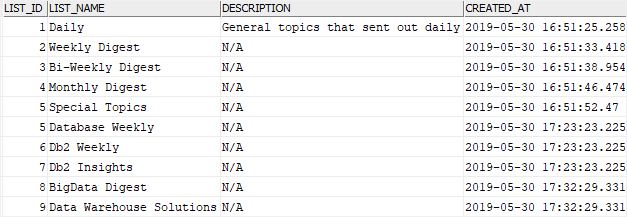 LIST_ID LIST_NAME DESCRIPTION CREATED_AT
1 Daily General topics that sent out daily 2019-05-30 16:51:25.258
2 Weekly Digest N/A 2019-05-30 16:51:33.418
3 Bi-Weekly Digest N/A 2019-05-30 16:51:38.954
4 Monthly Digest N/A 2019-05-30 16:51:46.474
5 Special Topics N/A 2019-05-30 16:51:52.47
5 Database Weekly N/A 2019-05-30 17:23:23.225
6 Db2 Weekly N/A 2019-05-30 17:23:23.225
7 Db2 Insights N/A 2019-05-30 17:23:23.225
8 BigData Digest N/A 2019-05-30 17:32:29.331
9 Data Warehouse Solutions N/A 2019-05-30 17:32:29.331